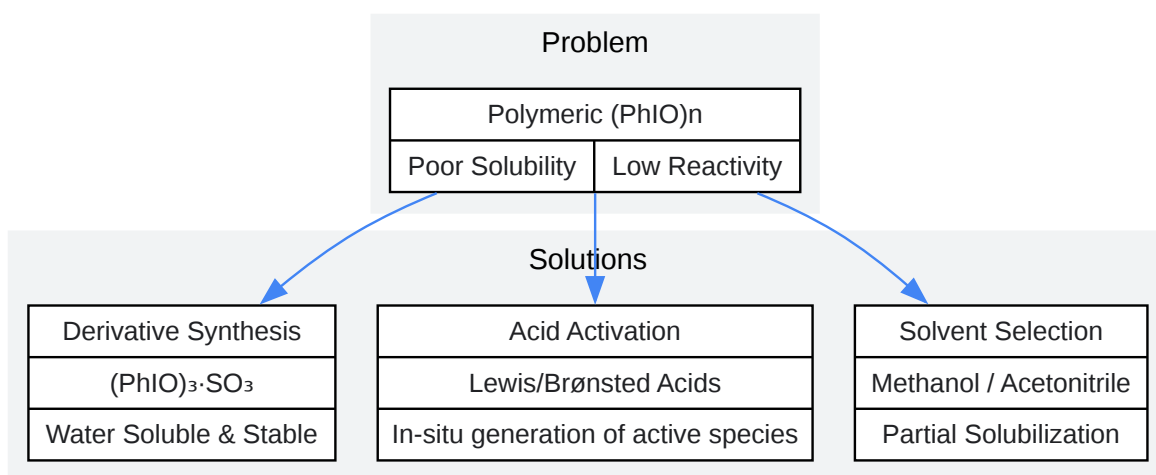 Problem
Polymeric (PhIO)n
Poor Solubility
Low Reactivity
Solutions
Derivative Synthesis
(PhIO)₃·SO₃
Water Soluble & Stable
Acid Activation
Lewis/Brønsted Acids
In-situ generation of active species
Solvent Selection
Methanol / Acetonitrile
Partial Solubilization